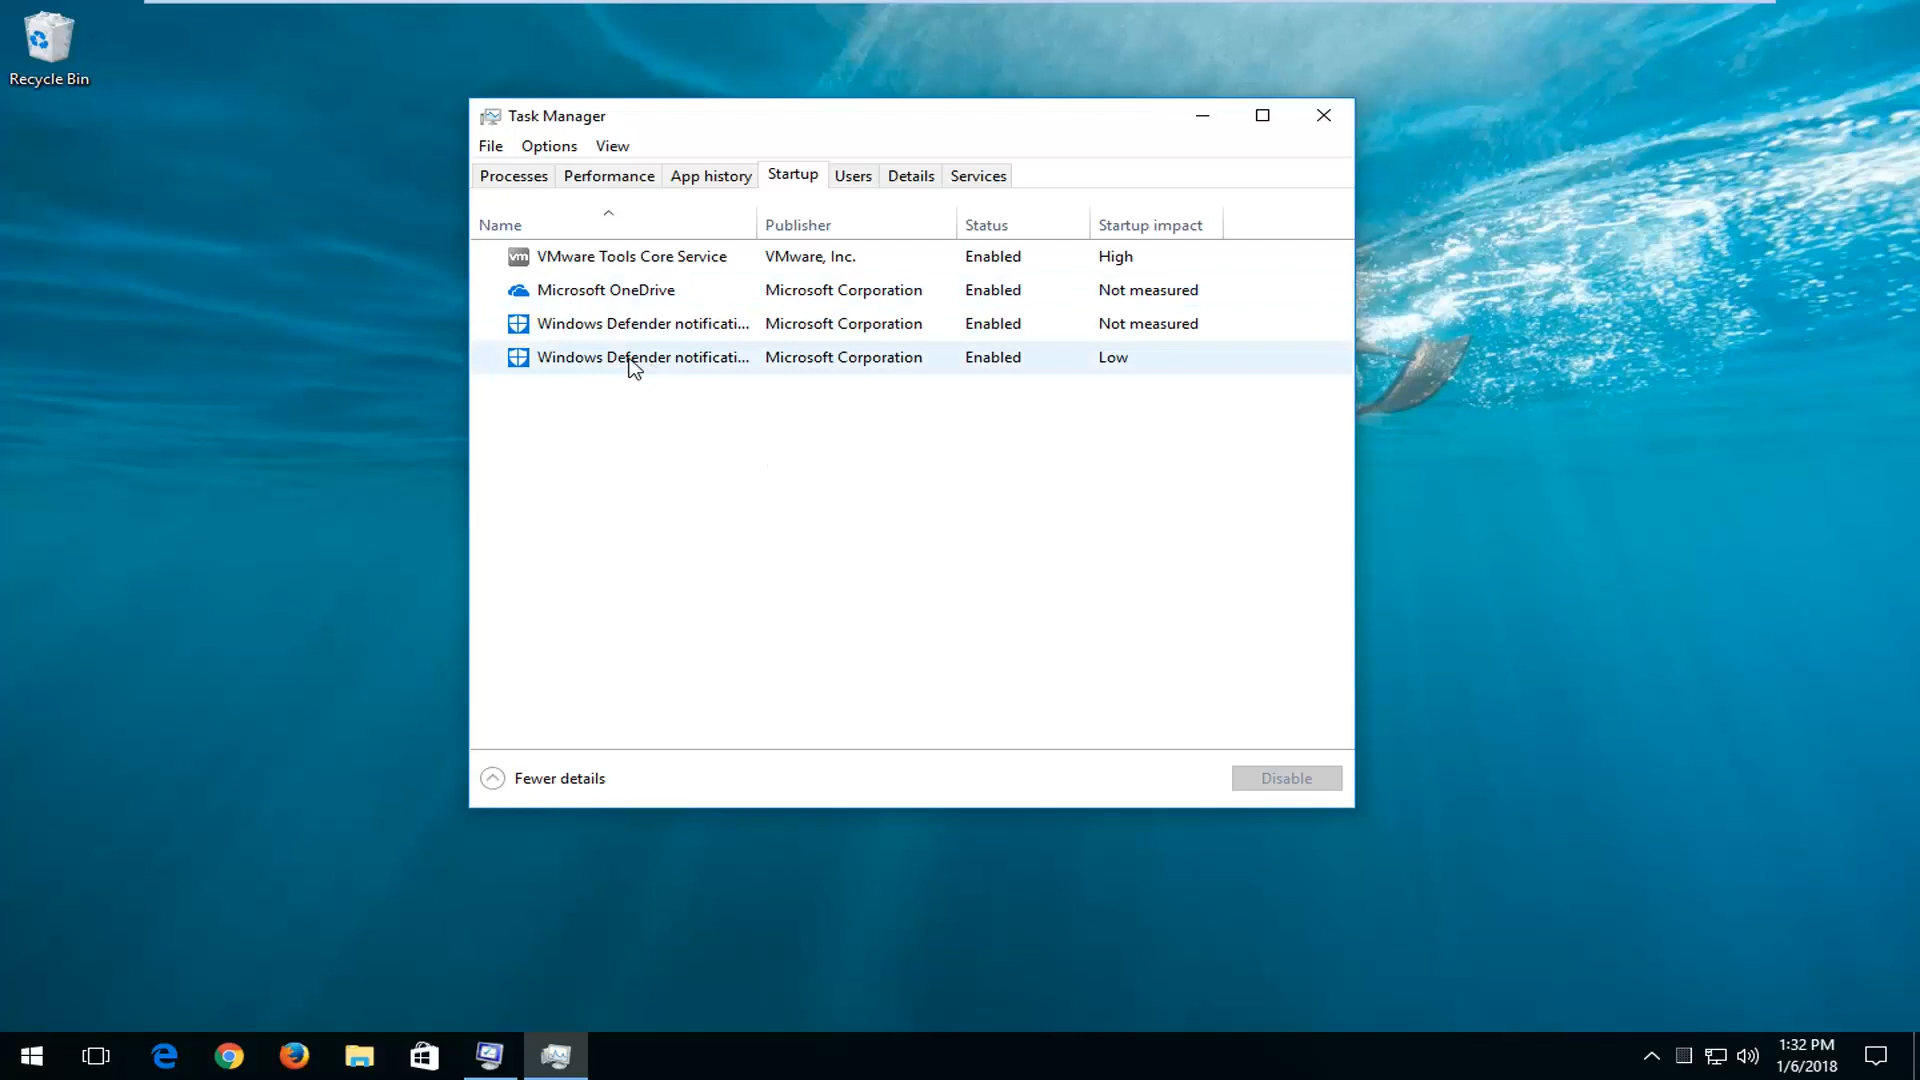 Recycle Bin
Task Manager
File Options View
Processes Performance App history Startup Users Details Services
Name Publisher Status Startup impact
vm VMware Tools Core Service VMware, Inc. Enabled High
Microsoft OneDrive Microsoft Corporation Enabled Not measured
Windows Defender notificati... Microsoft Corporation Enabled Not measured
Windows Defender notificati... Microsoft Corporation Enabled Low
Fewer details Disable
1:32 PM
1/6/2018